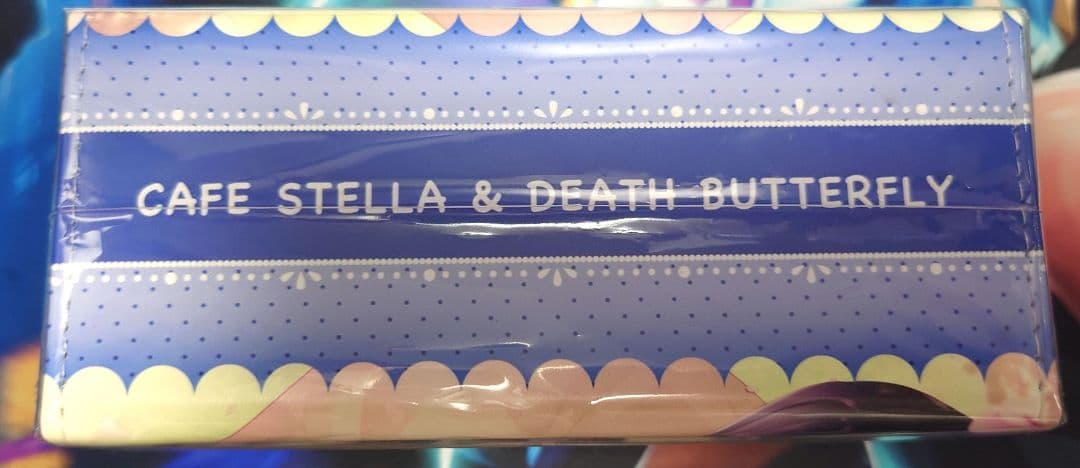 CAFE STELLA & DEATH BUTTERFLY